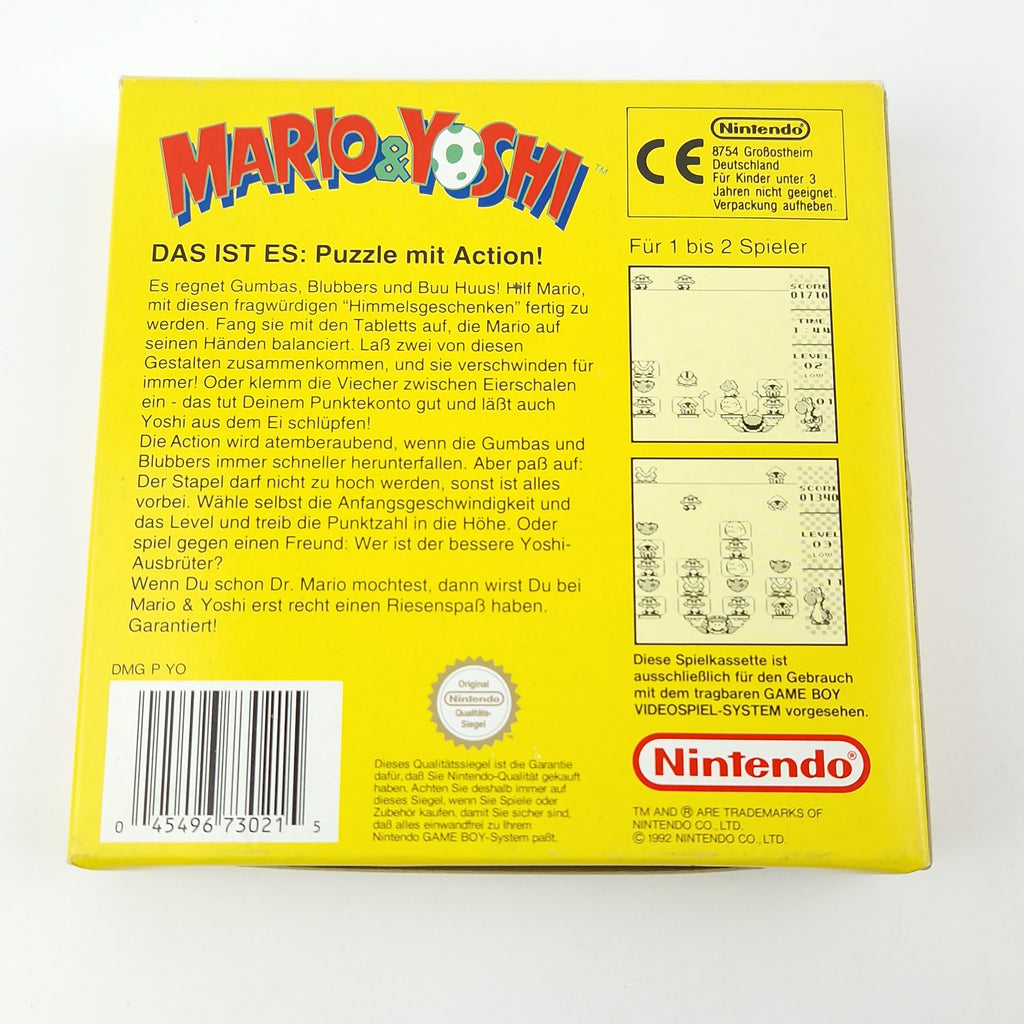 MARIO & YOSHI™
DAS IST ES: Puzzle mit Action!
Es regnet Gumbas, Blubbers und Buu Huus! Hilf Mario,
mit diesen fragwürdigen "Himmelsgeschenken" fertig zu
werden. Fang sie mit den Tabletts auf, die Mario auf
seinen Händen balanciert. Laß zwei von diesen
Gestalten zusammenkommen, und sie verschwinden für
immer! Oder klemm die Viecher zwischen Eierschalen
ein - das tut Deinem Punktekonto gut und läßt auch
Yoshi aus dem Ei schlüpfen!
Die Action wird atemberaubend, wenn die Gumbas und
Blubbers immer schneller herunterfallen. Aber paß auf:
Der Stapel darf nicht zu hoch werden, sonst ist alles
vorbei. Wähle selbst die Anfangsgeschwindigkeit und
das Level und treib die Punktzahl in die Höhe. Oder
spiel gegen einen Freund: Wer ist der bessere Yoshi-
Ausbrüter?
Wenn Du schon Dr. Mario mochtest, dann wirst Du bei
Mario & Yoshi erst recht einen Riesenspaß haben.
Garantiert!
DMG P YO
0 45496 73021 5
Original
Nintendo
Qualitäts-
Siegel
™
Dieses Qualitätssiegel ist die Garantie
dafür, daß Sie Nintendo-Qualität gekauft
haben. Achten Sie deshalb immer auf
dieses Siegel, wenn Sie Spiele oder
Zubehör kaufen, damit Sie sicher sind,
daß alles einwandfrei zu Ihrem
Nintendo GAME BOY-System paßt.
CE
Nintendo®
8754 Großostheim
Deutschland
Für Kinder unter 3
Jahren nicht geeignet.
Verpackung aufheben.
Für 1 bis 2 Spieler
SCORE
01710
TIME
1:44
LEVEL
02
LOW
01
SCORE
01340
LEVEL
03
LOW
11
Diese Spielkassette ist
ausschließlich für den Gebrauch
mit dem tragbaren GAME BOY
VIDEOSPIEL-SYSTEM vorgesehen.
Nintendo®
TM AND ® ARE TRADEMARKS OF
NINTENDO CO., LTD.
© 1992 NINTENDO CO., LTD.